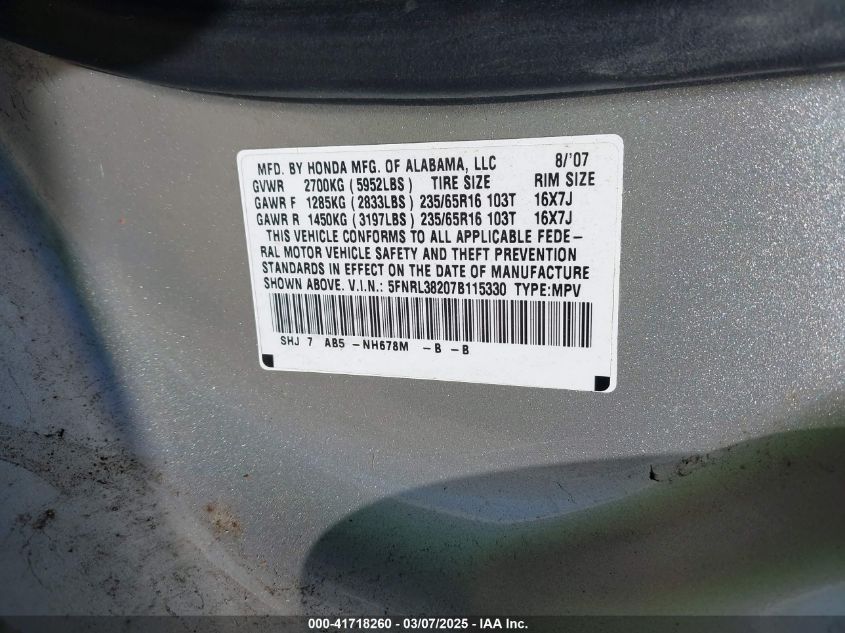 MFD. BY HONDA MFG. OF ALABAMA, LLC 8/'07
GVWR 2700KG (5952LBS) TIRE SIZE RIM SIZE
GAWR F 1285KG (2833LBS) 235/65R16 103T 16X7J
GAWR R 1450KG (3197LBS) 235/65R16 103T 16X7J
THIS VEHICLE CONFORMS TO ALL APPLICABLE FEDE-
RAL MOTOR VEHICLE SAFETY AND THEFT PREVENTION
STANDARDS IN EFFECT ON THE DATE OF MANUFACTURE
SHOWN ABOVE. V.I.N.: 5FNRL38207B115330 TYPE:MPV
SHJ 7 AB5 -NH678M -B -B
000-41718260 - 03/07/2025 - IAA Inc.